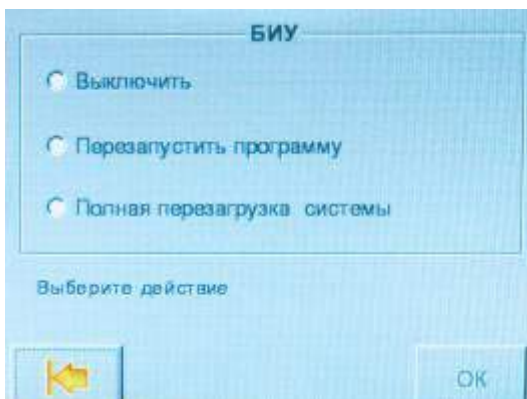 БИУ
Выключить
Перезапустить программу
Полная перезагрузка системы
Выберите действие
OK